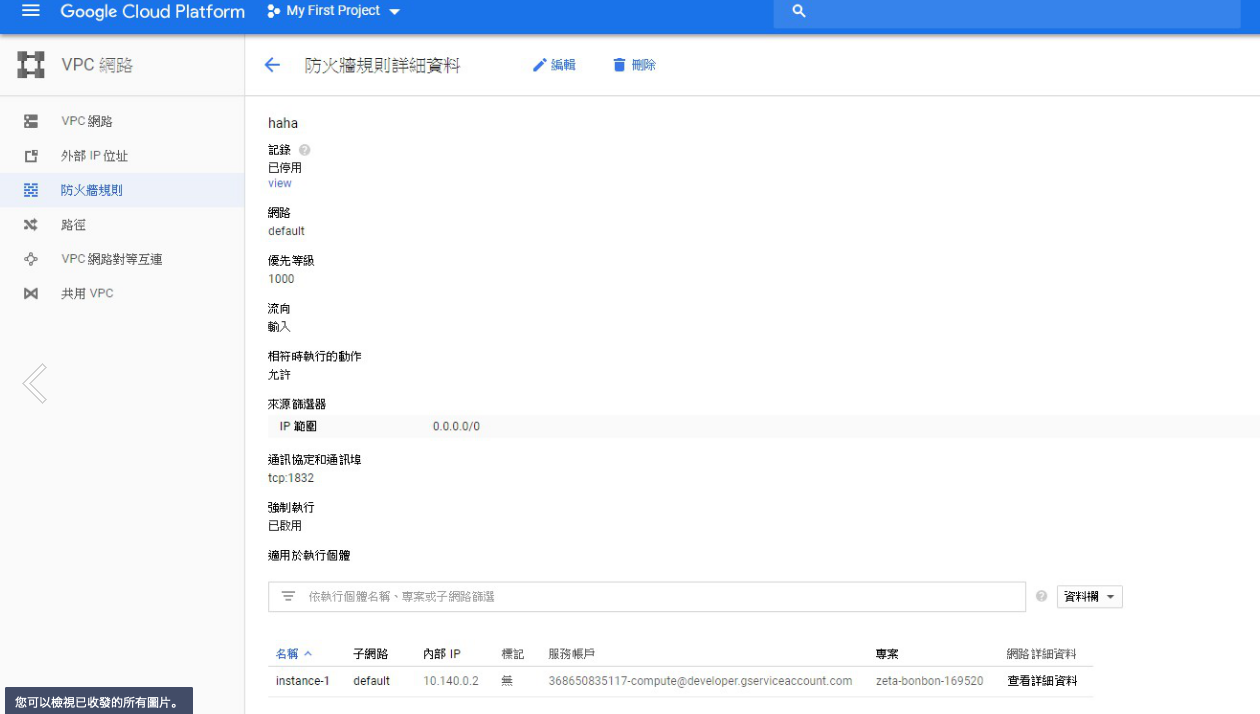 Google Cloud Platform My First Project
VPC 網路
防火牆規則詳細資料 編輯 刪除
VPC 網路
外部 IP 位址
防火牆規則
路徑
VPC 網路對等互連
共用 VPC
haha
記錄
已停用
view
網路
default
優先等級
1000
流向
輸入
相符時執行的動作
允許
來源篩選器
IP 範圍 0.0.0.0/0
通訊協定和通訊埠
tcp:1832
強制執行
已啟用
適用於執行個體
依執行個體名稱、專案或子網路篩選 資料欄
名稱 子網路 內部 IP 標記 服務帳戶 專案 網路詳細資料
instance-1 default 10.140.0.2 無 368650835117-compute@developer.gserviceaccount.com zeta-bonbon-169520 查看詳細資料
您可以檢視已收發的所有圖片。